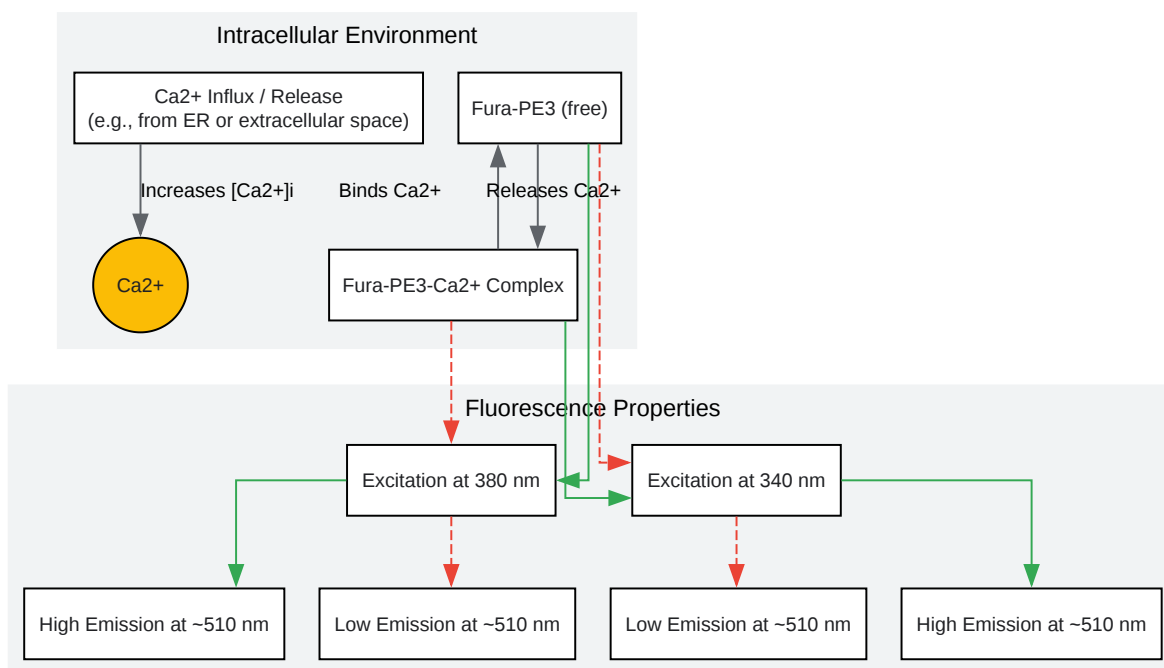 Intracellular Environment
Ca2+ Influx / Release
(e.g., from ER or extracellular space)
Fura-PE3 (free)
Increases [Ca2+]i
Binds Ca2+
Releases Ca2+
Ca2+
Fura-PE3-Ca2+ Complex
Fluorescence Properties
Excitation at 380 nm
Excitation at 340 nm
High Emission at ~510 nm
Low Emission at ~510 nm
Low Emission at ~510 nm
High Emission at ~510 nm